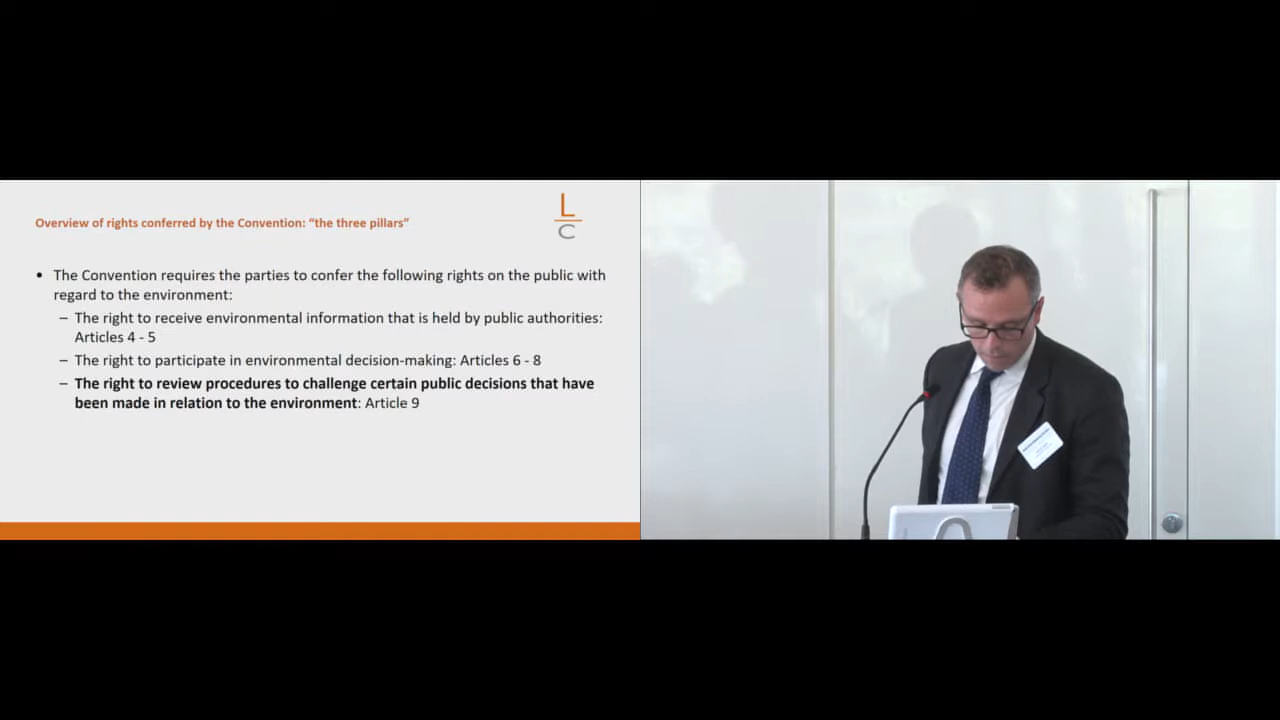 L
C
Overview of rights conferred by the Convention: “the three pillars”
• The Convention requires the parties to confer the following rights on the public with
regard to the environment:
– The right to receive environmental information that is held by public authorities:
Articles 4 - 5
– The right to participate in environmental decision-making: Articles 6 - 8
– The right to review procedures to challenge certain public decisions that have
been made in relation to the environment: Article 9